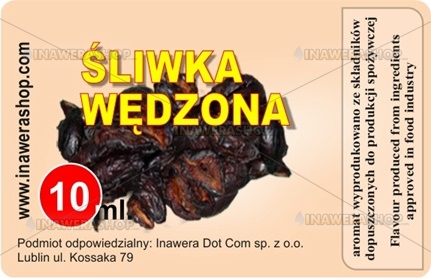 ŚLIWKA
WĘDZONA
www.inawerashop.com
10 ml.
Podmiot odpowiedzialny: Inawera Dot Com sp. z o.o.
Lublin ul. Kossaka 79
aromat wyprodukowano ze składników
dopuszczonych do produkcji spożywczej
Flavour produced from ingredients
approved in food industry
INAWERASHOP